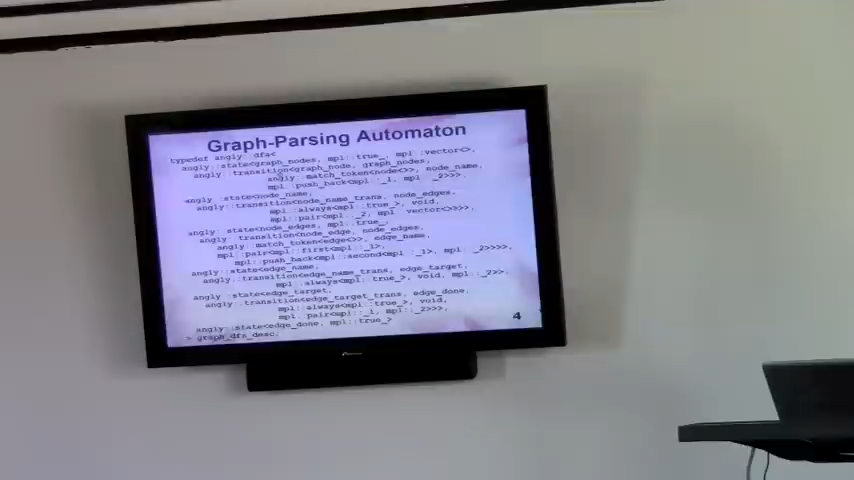 Graph-Parsing Automaton
typedef angly::dfa<
angly::state<graph_nodes, mpl::true_, mpl::vector<>,
angly::transition<graph_node, graph_nodes,
angly::match_token<node<>>, node_name,
mpl::push_back<mpl::_1, mpl::_2>>>,
angly::state<node_name,
angly::transition<node_name_trans, node_edges,
mpl::always<mpl::true_>, void,
mpl::pair<mpl::_2, mpl::vector<>>>>,
angly::state<node_edges, mpl::true_,
angly::transition<node_edge, node_edges,
angly::match_token<edge<>>, edge_name,
mpl::pair<mpl::first<mpl::_1>,
mpl::push_back<mpl::second<mpl::_1>, mpl::_2>>>>,
angly::state<edge_name,
angly::transition<edge_name_trans, edge_target,
mpl::always<mpl::true_>, void, mpl::_2>>,
angly::state<edge_target,
angly::transition<edge_target_trans, edge_done,
mpl::always<mpl::true_>, void,
mpl::pair<mpl::_1, mpl::_2>>>,
angly::state<edge_done, mpl::true_>
> graph_dfa_desc;
4